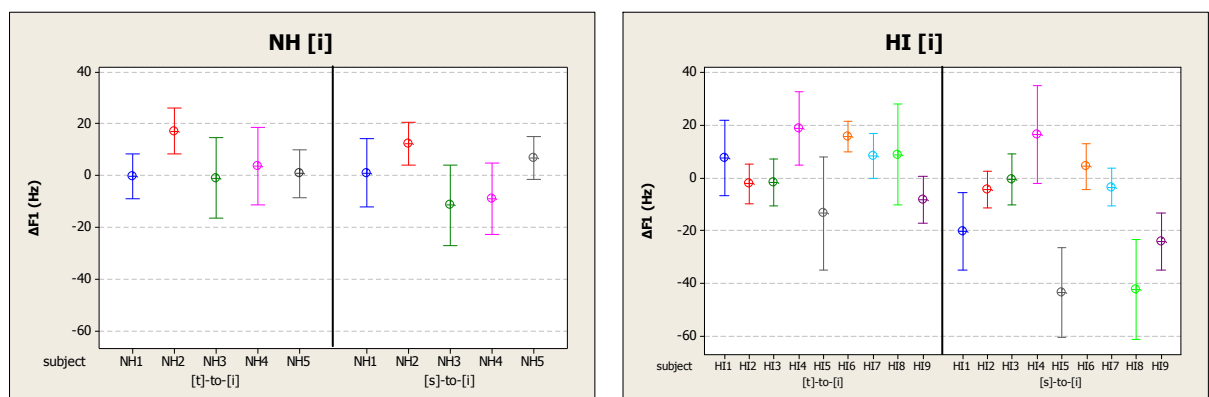 NH [i]
ΔF1 (Hz)
40
20
0
-20
-40
-60
subject NH1 NH2 NH3 NH4 NH5 NH1 NH2 NH3 NH4 NH5
[t]-to-[i] [s]-to-[i]
HI [i]
ΔF1 (Hz)
40
20
0
-20
-40
-60
subject HI1 HI2 HI3 HI4 HI5 HI6 HI7 HI8 HI9 HI1 HI2 HI3 HI4 HI5 HI6 HI7 HI8 HI9
[t]-to-[i] [s]-to-[i]